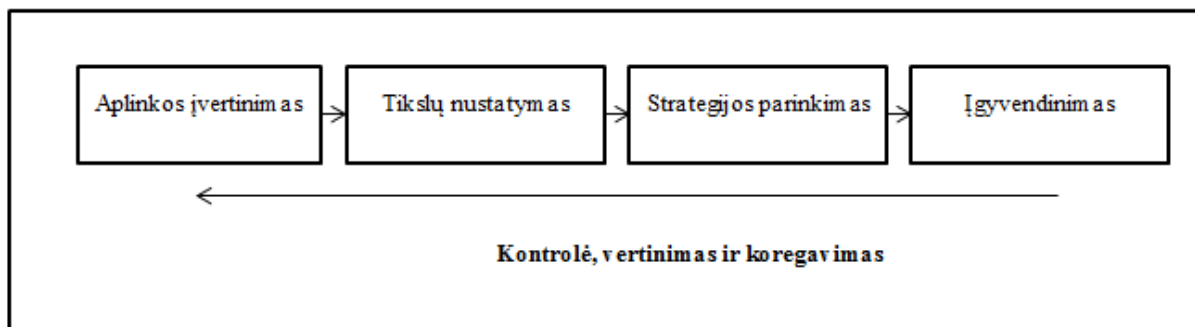 Aplinkos įvertinimas
Tikslų nustatymas
Strategijos parinkimas
Įgyvendinimas
Kontrolė, vertinimas ir koregavimas